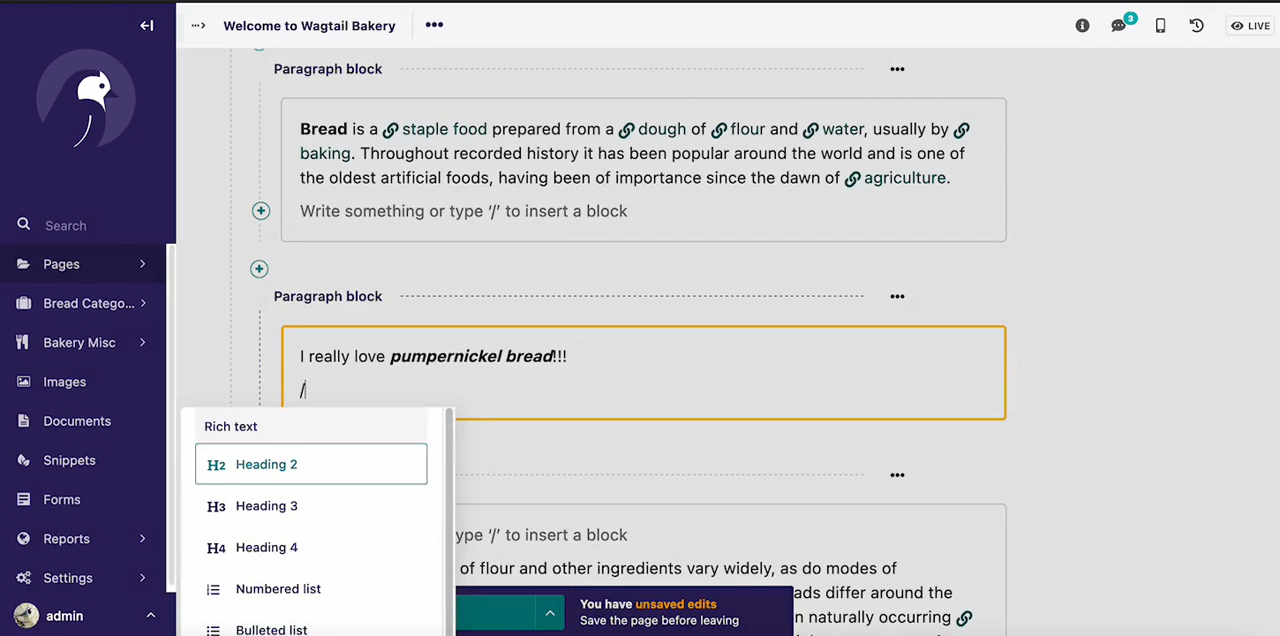 Welcome to Wagtail Bakery
3
LIVE
Search
Pages
Bread Catego...
Bakery Misc
Images
Documents
Snippets
Forms
Reports
Settings
admin
Paragraph block
Bread is a staple food prepared from a dough of flour and water, usually by
baking. Throughout recorded history it has been popular around the world and is one of
the oldest artificial foods, having been of importance since the dawn of agriculture.
Write something or type ‘/’ to insert a block
Paragraph block
I really love pumpernickel bread!!!
/
Rich text
H2 Heading 2
H3 Heading 3
H4 Heading 4
Numbered list
Bulleted list
ype ‘/’ to insert a block
of flour and other ingredients vary widely, as do modes of
ads differ around the
n naturally occurring
You have unsaved edits
Save the page before leaving